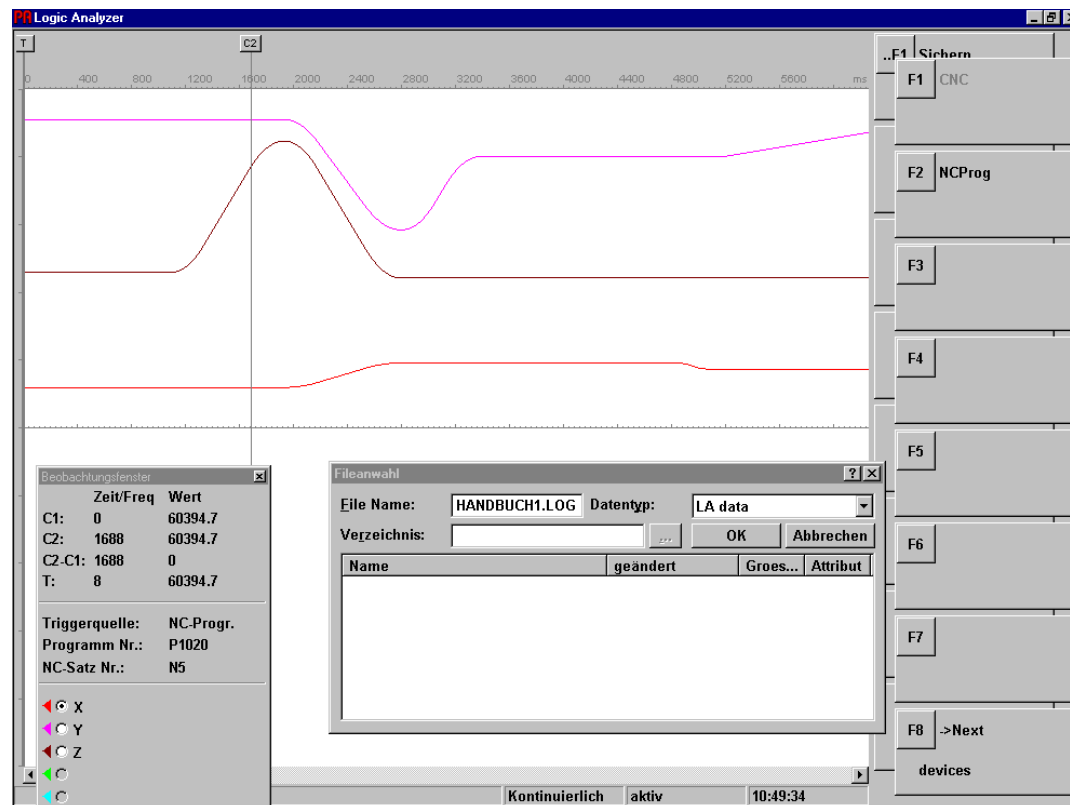 PA Logic Analyzer
T C2
0 400 800 1200 1600 2000 2400 2800 3200 3600 4000 4400 4800 5200 5600 ms
..F1 Sichern
F1 CNC
F2 NCProg
F3
F4
F5
F6
F7
F8 ->Next
devices
Beobachtungsfenster
Zeit/Freq Wert
C1: 0 60394.7
C2: 1688 60394.7
C2-C1: 1688 0
T: 8 60394.7
Triggerquelle: NC-Progr.
Programm Nr.: P1020
NC-Satz Nr.: N5
X
Y
Z
Fileanwahl
File Name: HANDBUCH1.LOG Datentyp: LA data
Verzeichnis: ... OK Abbrechen
Name geändert Groes... Attribut
Kontinuierlich aktiv 10:49:34